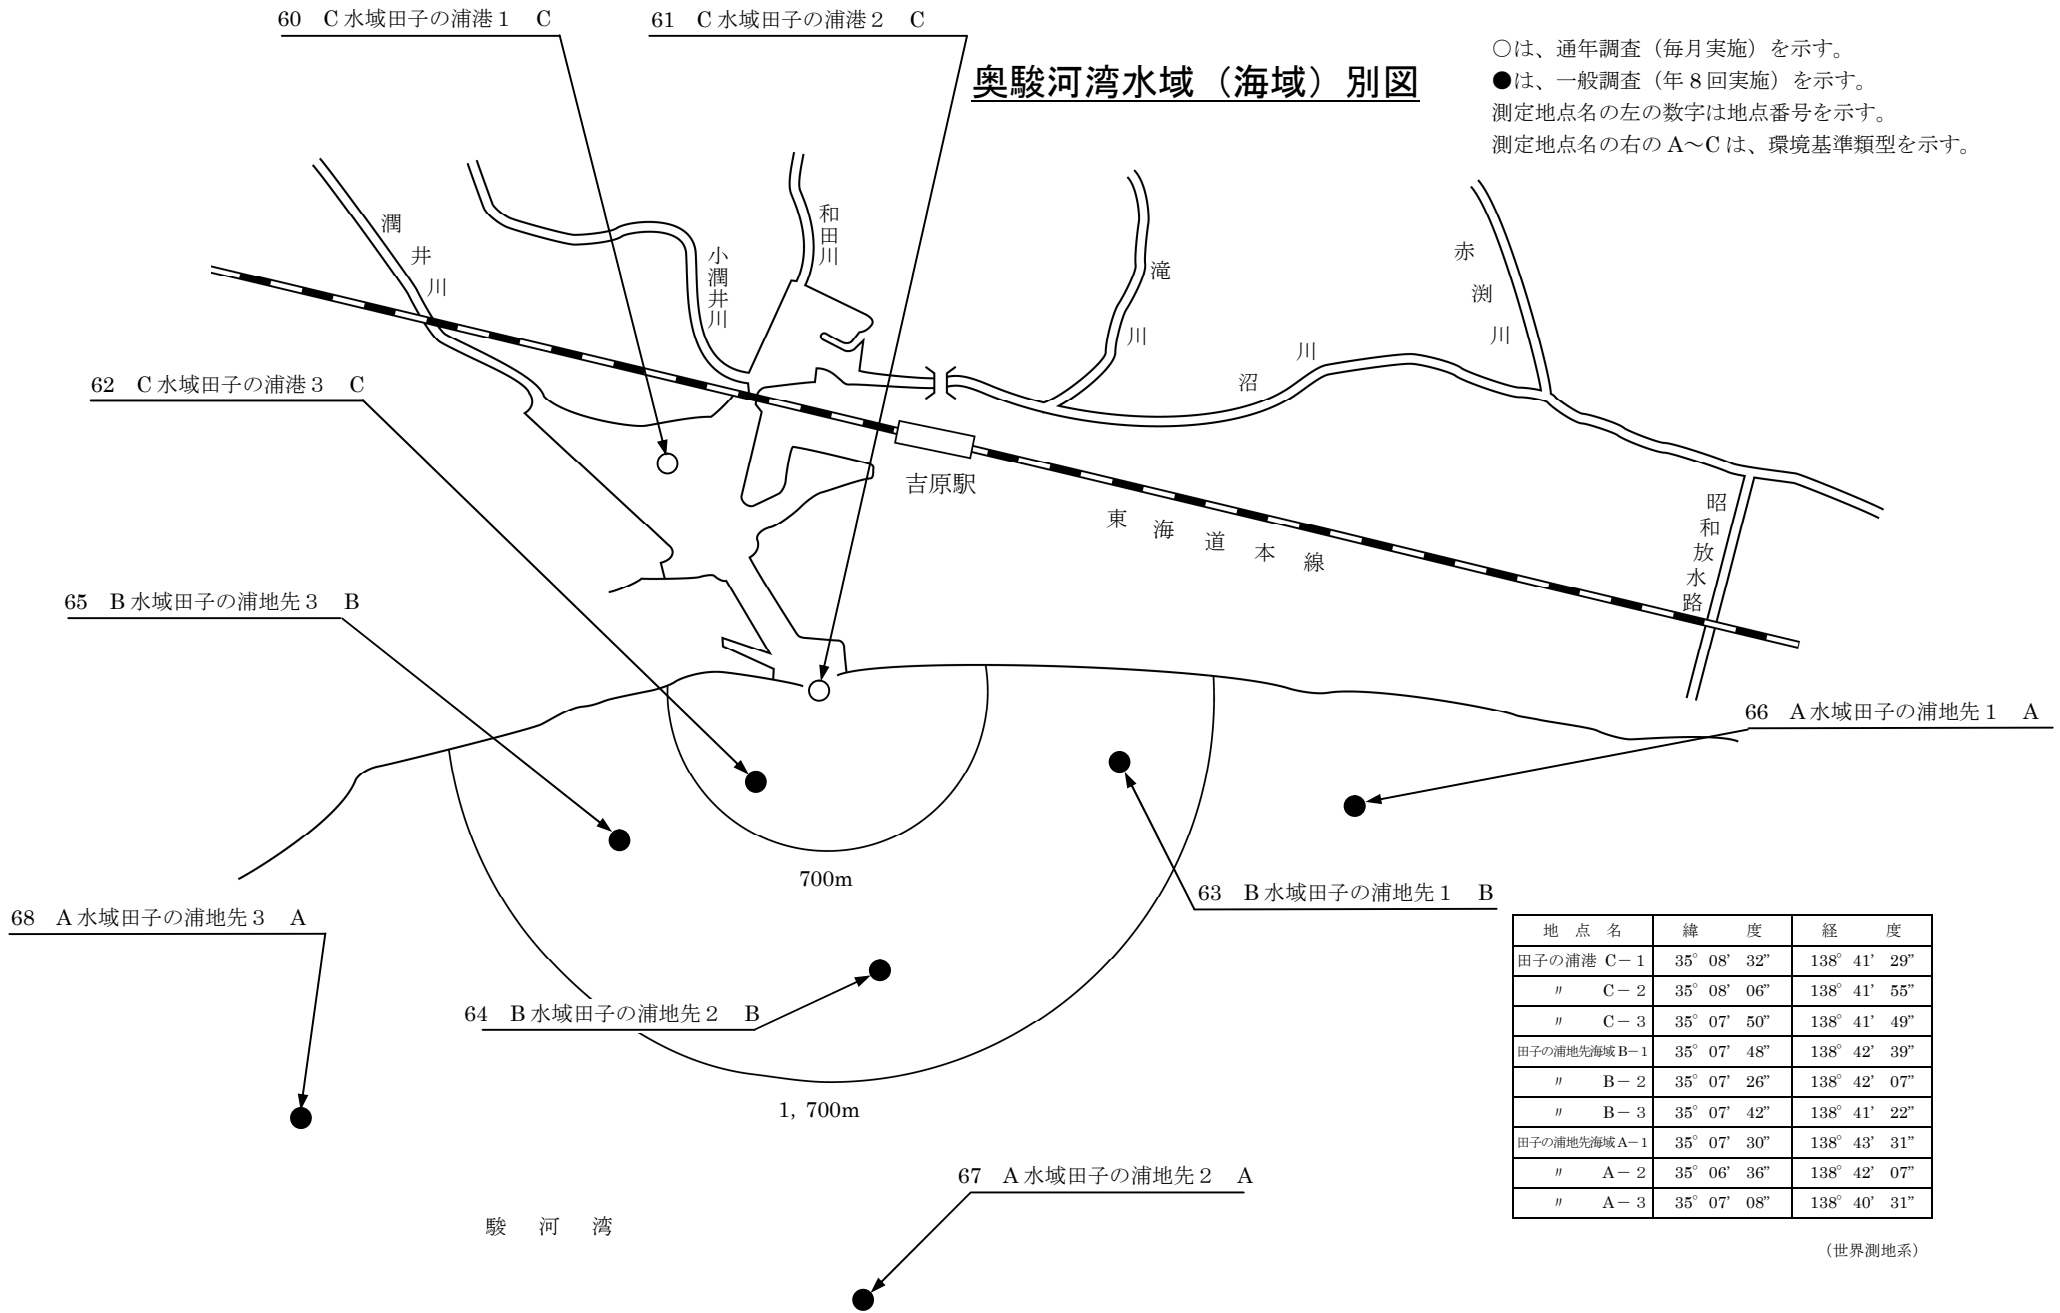 60 C水域田子の浦港1 C
61 C水域田子の浦港2 C
奥駿河湾水域（海域）別図
○は、通年調査（毎月実施）を示す。
●は、一般調査（年8回実施）を示す。
測定地点名の左の数字は地点番号を示す。
測定地点名の右のA～Cは、環境基準類型を示す。
潤井川
小潤井川
和田川
滝川
赤渕川
沼川
62 C水域田子の浦港3 C
吉原駅
東海道本線
昭和放水路
65 B水域田子の浦地先3 B
66 A水域田子の浦地先1 A
700m
63 B水域田子の浦地先1 B
68 A水域田子の浦地先3 A
64 B水域田子の浦地先2 B
1, 700m
67 A水域田子の浦地先2 A
駿河湾
地点名 緯度 経度
田子の浦港 C－1 35° 08’ 32” 138° 41’ 29”
〃 C－2 35° 08’ 06” 138° 41’ 55”
〃 C－3 35° 07’ 50” 138° 41’ 49”
田子の浦地先海域 B－1 35° 07’ 48” 138° 42’ 39”
〃 B－2 35° 07’ 26” 138° 42’ 07”
〃 B－3 35° 07’ 42” 138° 41’ 22”
田子の浦地先海域 A－1 35° 07’ 30” 138° 43’ 31”
〃 A－2 35° 06’ 36” 138° 42’ 07”
〃 A－3 35° 07’ 08” 138° 40’ 31”
（世界測地系）